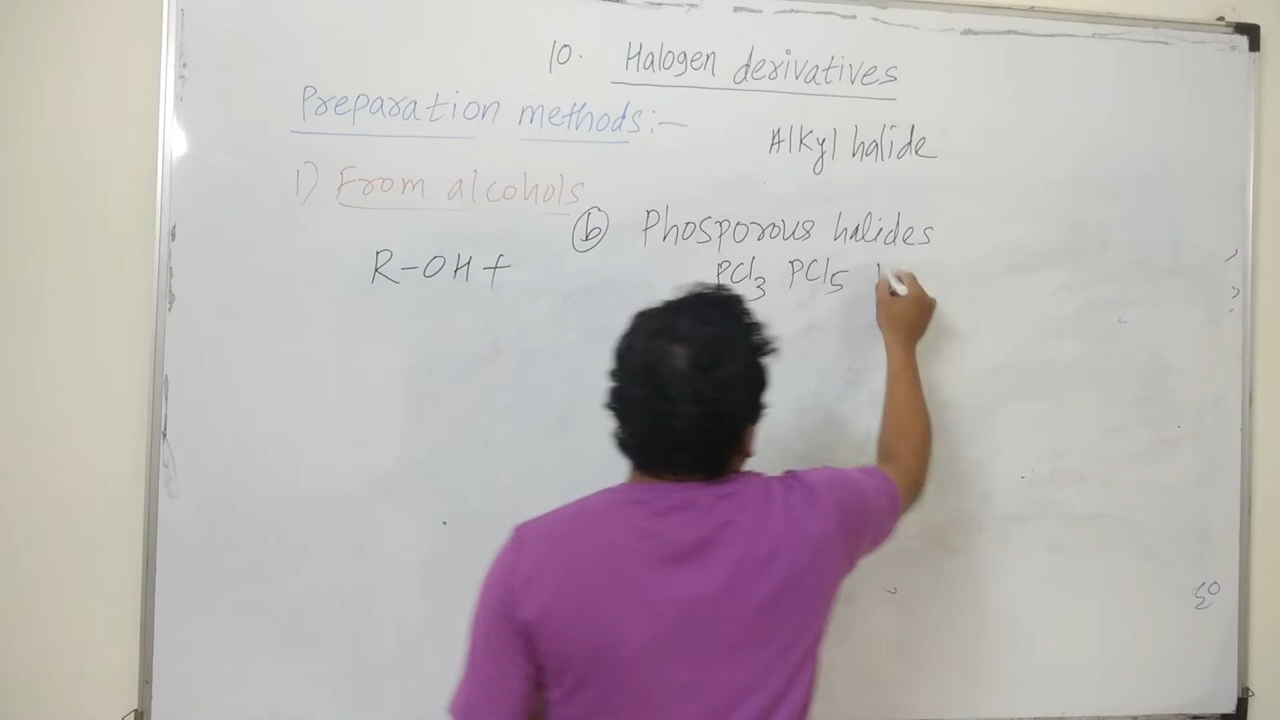 10. Halogen derivatives
Preparation methods:-
Alkyl halide
1) From alcohols
b Phosporous halides
R-OH +
PCl3 PCl5